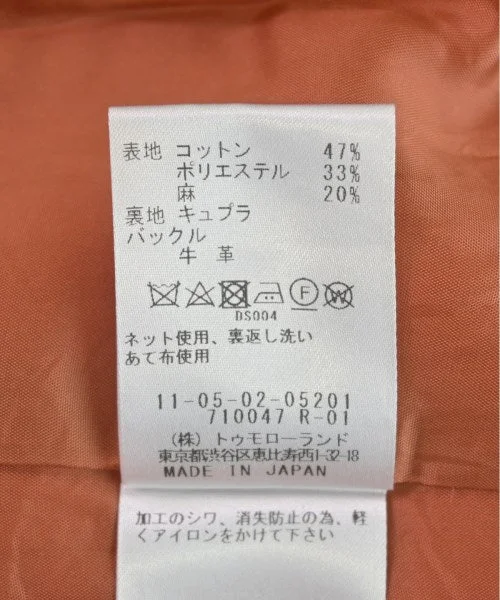 表地 コットン 47%
ポリエステル 33%
麻 20%
裏地 キュプラ
バックル
牛 革
F W
DS004
ネット使用、裏返し洗い
あて布使用
11-05-02-05201
710047 R-01
(株) トゥモローランド
東京都渋谷区恵比寿西1-32-18
MADE IN JAPAN
加工のシワ、消失防止の為、軽
くアイロンをかけて下さい